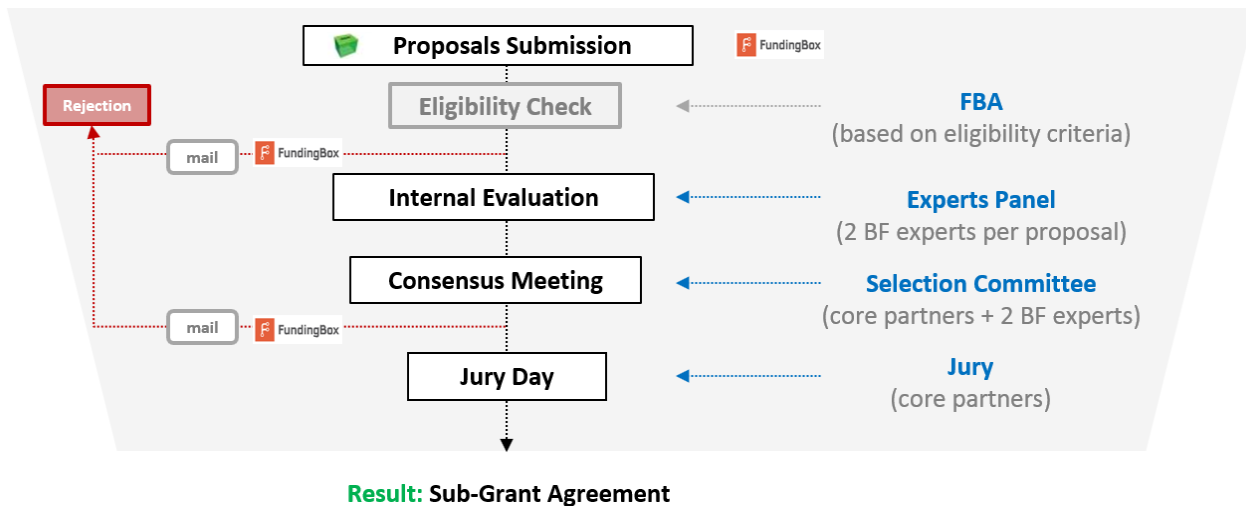 Proposals Submission
FundingBox
Rejection
Eligibility Check
FBA
(based on eligibility criteria)
mail
FundingBox
Internal Evaluation
Experts Panel
(2 BF experts per proposal)
Consensus Meeting
Selection Committee
(core partners + 2 BF experts)
mail
FundingBox
Jury Day
Jury
(core partners)
Result: Sub-Grant Agreement